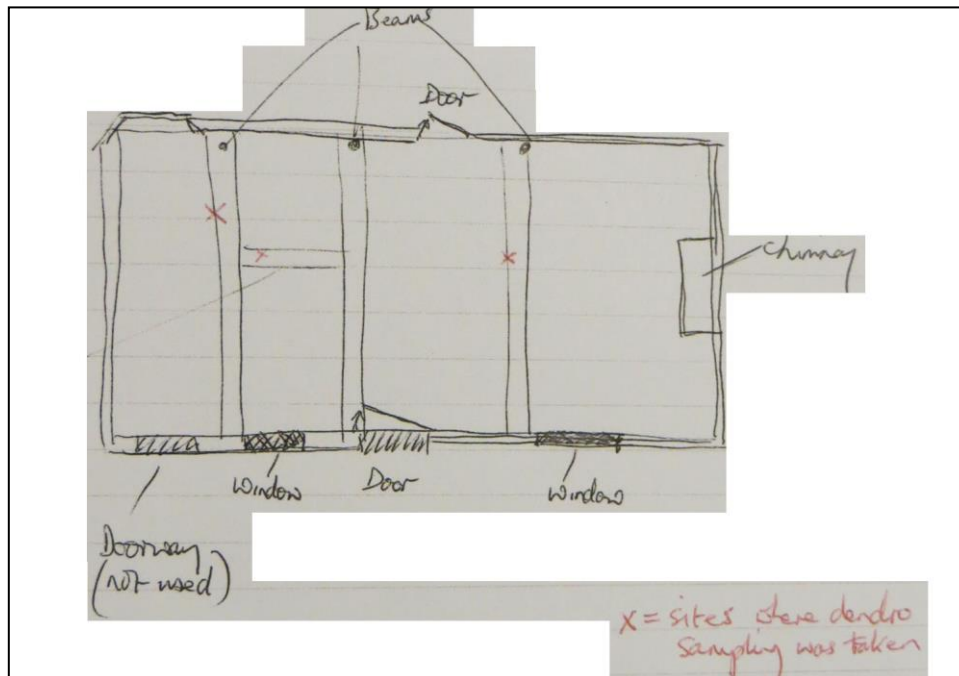 Beams
Door
Chimney
Window
Door
Window
Doorway
(not used)
x = sites where dendro
sampling was taken